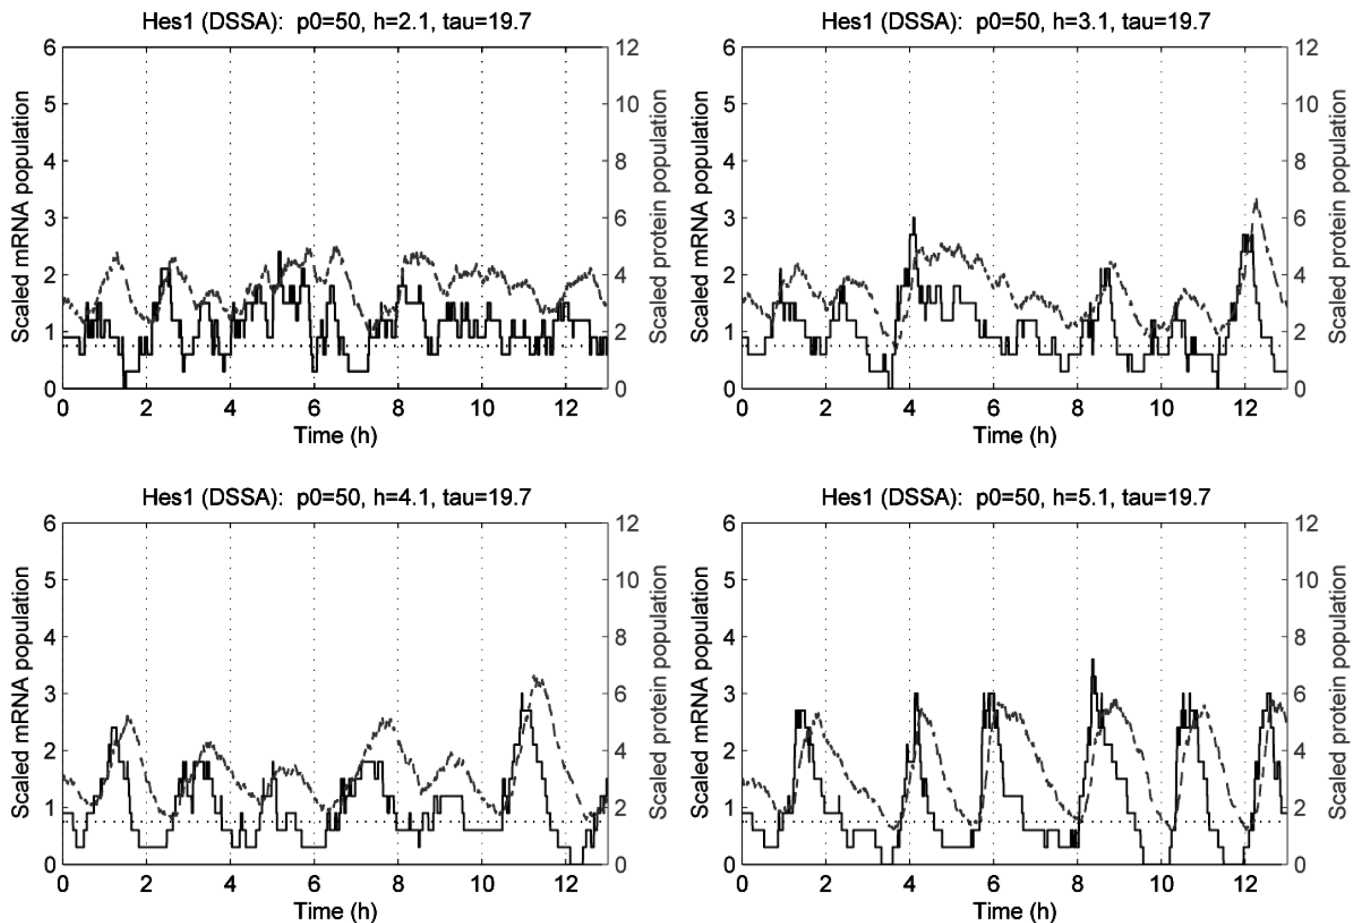 Hes1 (DSSA):  p0=50, h=2.1, tau=19.7
Scaled mRNA population
6
5
4
3
2
1
0
12
10
8
6
4
2
0
Scaled protein population
0 2 4 6 8 10 12
Time (h)
Hes1 (DSSA):  p0=50, h=3.1, tau=19.7
Scaled mRNA population
6
5
4
3
2
1
0
12
10
8
6
4
2
0
Scaled protein population
0 2 4 6 8 10 12
Time (h)
Hes1 (DSSA):  p0=50, h=4.1, tau=19.7
Scaled mRNA population
6
5
4
3
2
1
0
12
10
8
6
4
2
0
Scaled protein population
0 2 4 6 8 10 12
Time (h)
Hes1 (DSSA):  p0=50, h=5.1, tau=19.7
Scaled mRNA population
6
5
4
3
2
1
0
12
10
8
6
4
2
0
Scaled protein population
0 2 4 6 8 10 12
Time (h)